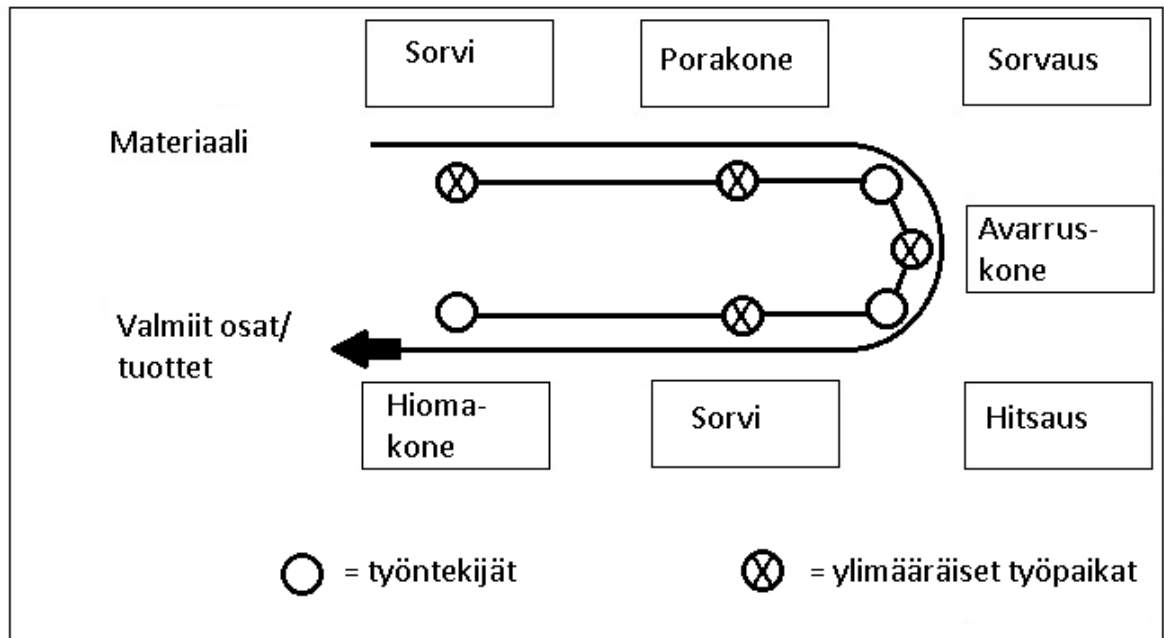 Sorvi
Porakone
Sorvaus
Materiaali
Avarrus-
kone
Valmiit osat/
tuottet
Hioma-
kone
Sorvi
Hitsaus
= työntekijät
= ylimääräiset työpaikat